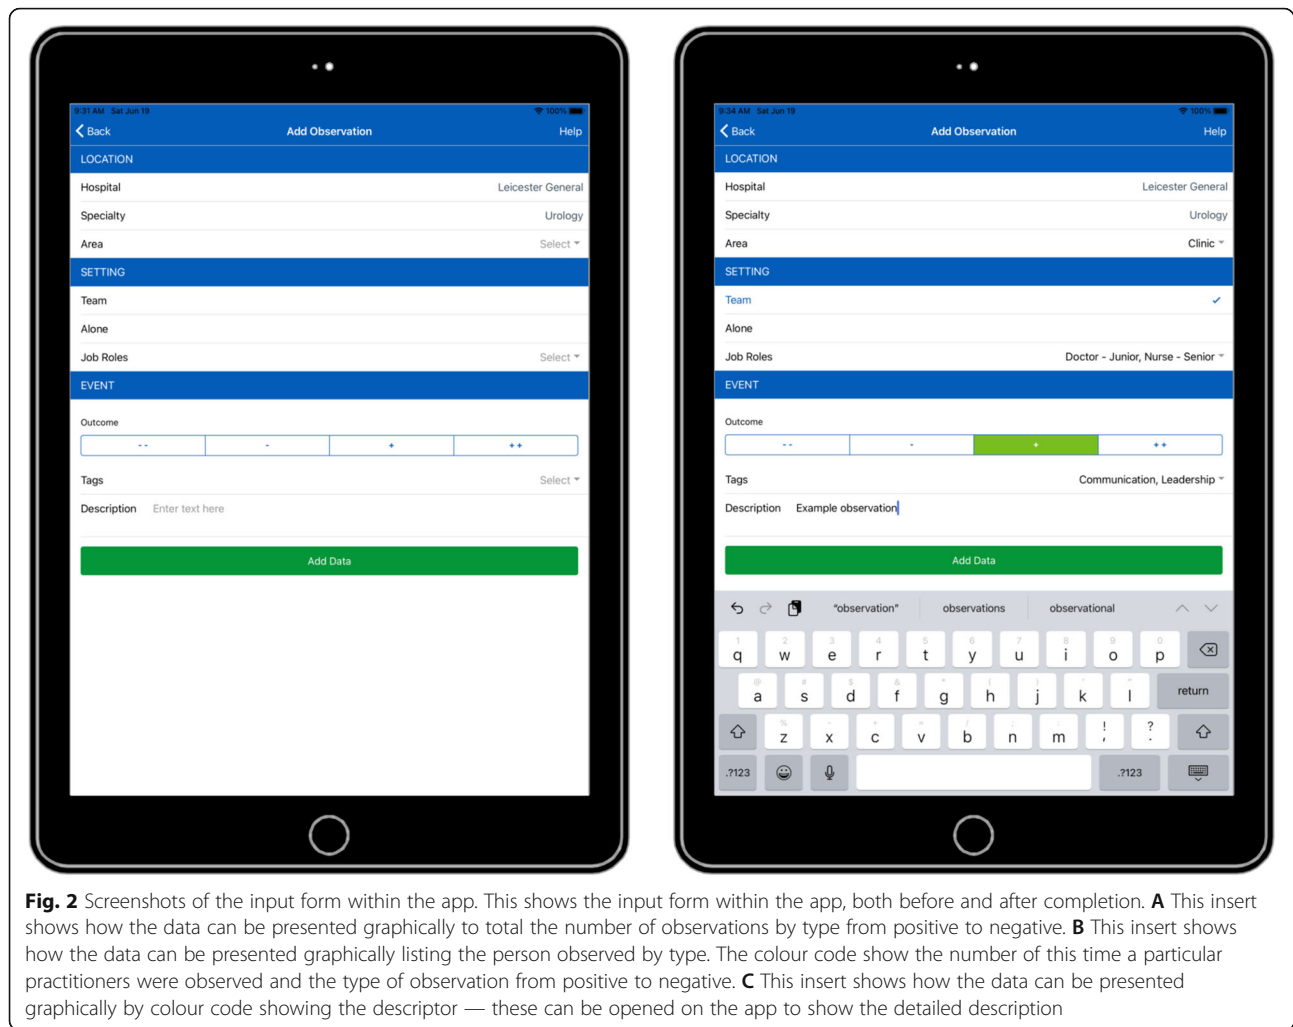 9:31 AM Sat Jun 19 100%
Back Add Observation Help
LOCATION
Hospital Leicester General
Specialty Urology
Area Select
SETTING
Team
Alone
Job Roles Select
EVENT
Outcome
-- - + ++
Tags Select
Description Enter text here
Add Data
9:34 AM Sat Jun 19 100%
Back Add Observation Help
LOCATION
Hospital Leicester General
Specialty Urology
Area Clinic
SETTING
Team
Alone
Job Roles Doctor - Junior, Nurse - Senior
EVENT
Outcome
-- - + ++
Tags Communication, Leadership
Description Example observation
Add Data
“observation” observations observational
1 2 3 4 5 6 7 8 9 0
q w e r t y u i o p
@ # $ & * ( ) ' "
a s d f g h j k l return
% - + = / ; : ! ?
z x c v b n m , .
.?123 .?123
Fig. 2 Screenshots of the input form within the app. This shows the input form within the app, both before and after completion. A This insert
shows how the data can be presented graphically to total the number of observations by type from positive to negative. B This insert shows
how the data can be presented graphically listing the person observed by type. The colour code show the number of this time a particular
practitioners were observed and the type of observation from positive to negative. C This insert shows how the data can be presented
graphically by colour code showing the descriptor — these can be opened on the app to show the detailed description